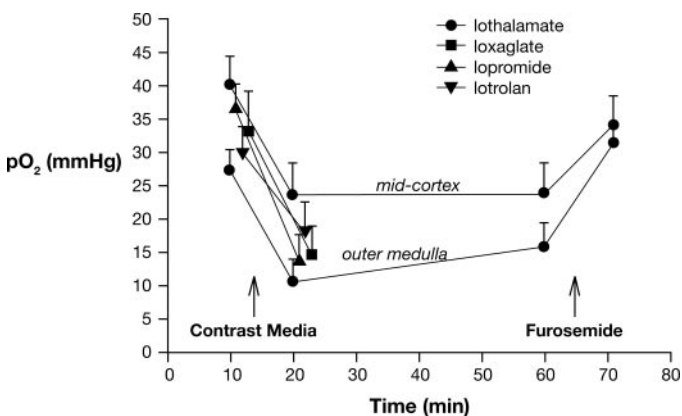 50
45
40
35
30
25
20
15
10
5
0
pO2 (mmHg)
Iothalamate
Ioxaglate
Iopromide
Iotrolan
mid-cortex
outer medulla
Contrast Media
Furosemide
0 10 20 30 40 50 60 70 80
Time (min)